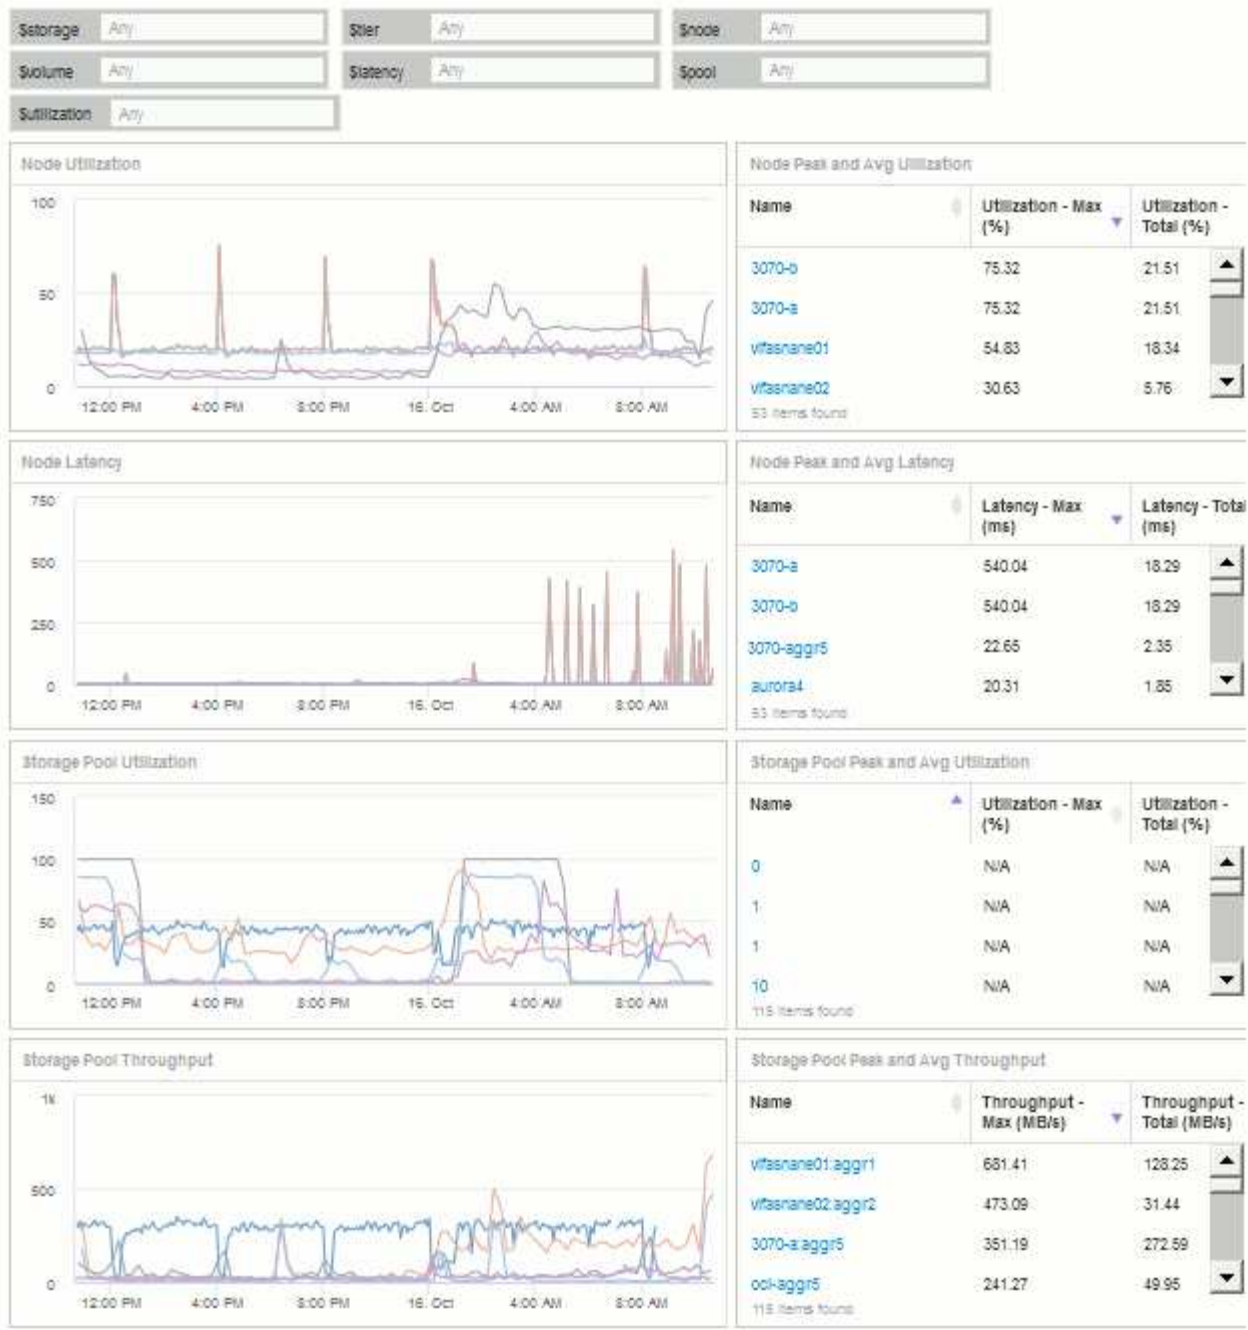 $storage Any $tier Any $node Any
$volume Any $latency Any $pool Any
$utilization Any
Node Utilization
100
50
0
12:00 PM 4:00 PM 8:00 PM 16. Oct 4:00 AM 8:00 AM
Node Peak and Avg Utilization
Name Utilization - Max (%) Utilization - Total (%)
3070-b 75.32 21.51
3070-a 75.32 21.51
vifasnane01 54.83 18.34
vifasnane02 30.63 5.76
53 items found
Node Latency
750
500
250
0
12:00 PM 4:00 PM 8:00 PM 16. Oct 4:00 AM 8:00 AM
Node Peak and Avg Latency
Name Latency - Max (ms) Latency - Total (ms)
3070-a 540.04 18.29
3070-b 540.04 18.29
3070-aggr5 22.65 2.35
aurora4 20.31 1.85
53 items found
Storage Pool Utilization
150
100
50
0
12:00 PM 4:00 PM 8:00 PM 16. Oct 4:00 AM 8:00 AM
Storage Pool Peak and Avg Utilization
Name Utilization - Max (%) Utilization - Total (%)
0 N/A N/A
1 N/A N/A
1 N/A N/A
10 N/A N/A
115 items found
Storage Pool Throughput
1k
500
0
12:00 PM 4:00 PM 8:00 PM 16. Oct 4:00 AM 8:00 AM
Storage Pool Peak and Avg Throughput
Name Throughput - Max (MB/s) Throughput - Total (MB/s)
vifasnane01:aggr1 681.41 128.25
vifasnane02:aggr2 473.09 31.44
3070-a:aggr5 351.19 272.59
oci-aggr5 241.27 49.95
115 items found